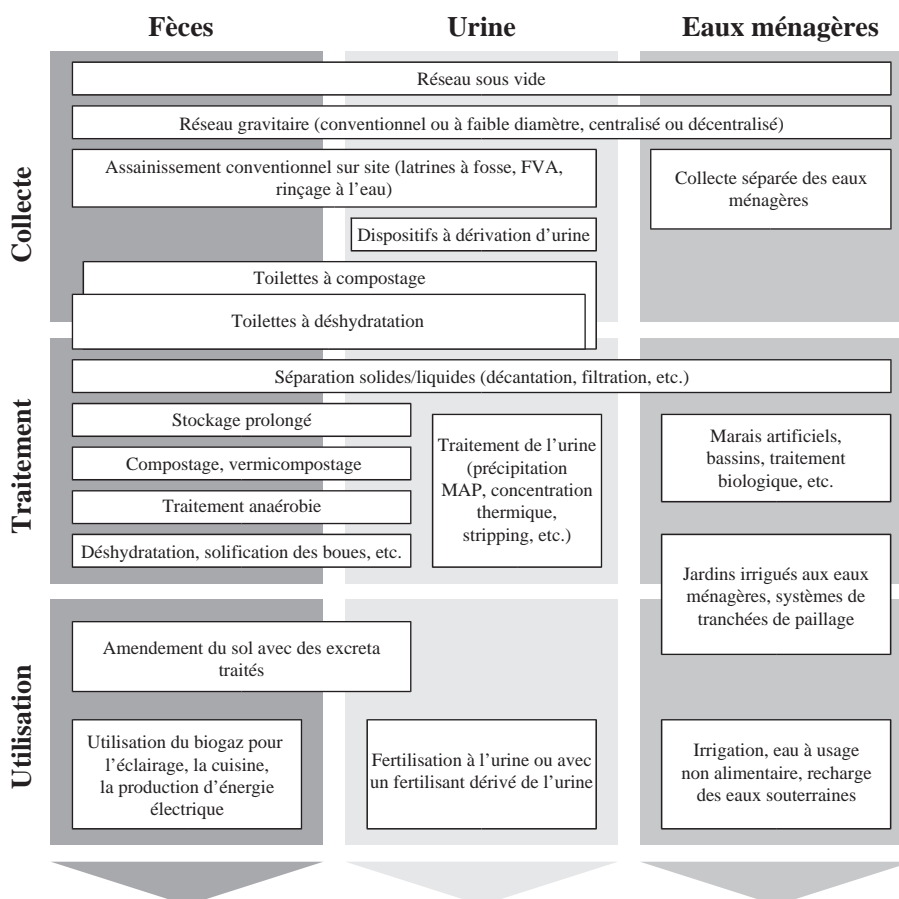 Fèces
Urine
Eaux ménagères
Collecte
Réseau sous vide
Réseau gravitaire (conventionnel ou à faible diamètre, centralisé ou décentralisé)
Assainissement conventionnel sur site (latrines à fosse, FVA,
rinçage à l'eau)
Collecte séparée des eaux
ménagères
Dispositifs à dérivation d'urine
Toilettes à compostage
Toilettes à déshydratation
Traitement
Séparation solides/liquides (décantation, filtration, etc.)
Stockage prolongé
Compostage, vermicompostage
Traitement anaérobie
Déshydratation, solification des boues, etc.
Traitement de l'urine
(précipitation
MAP, concentration
thermique,
stripping, etc.)
Marais artificiels,
bassins, traitement
biologique, etc.
Jardins irrigués aux eaux
ménagères, systèmes de
tranchées de paillage
Utilisation
Amendement du sol avec des excreta
traités
Utilisation du biogaz pour
l'éclairage, la cuisine,
la production d'énergie
électrique
Fertilisation à l'urine ou avec
un fertilisant dérivé de l'urine
Irrigation, eau à usage
non alimentaire, recharge
des eaux souterraines